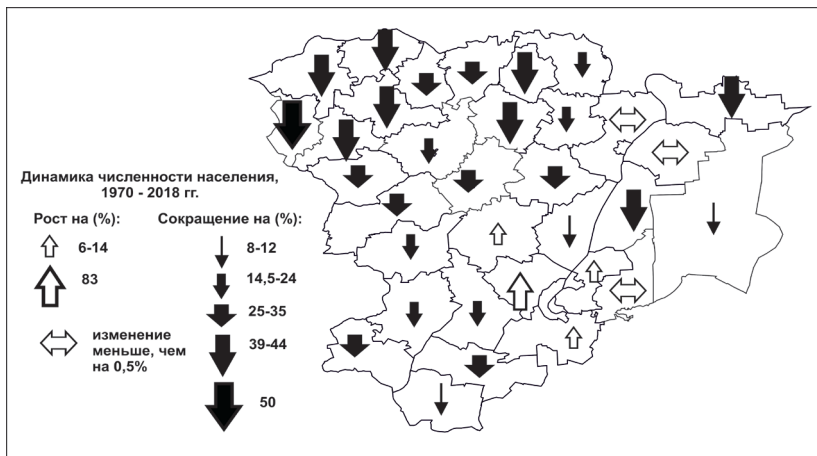 Динамика численности населения,
1970 - 2018 гг.
Рост на (%):
6-14
83
изменение
меньше, чем
на 0,5%
Сокращение на (%):
8-12
14,5-24
25-35
39-44
50